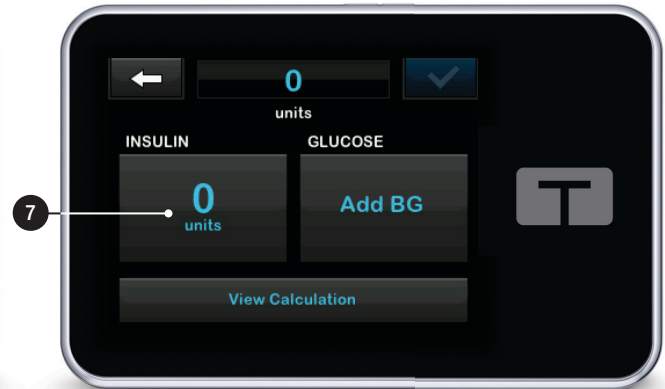 0
units
INSULIN
GLUCOSE
7
0
units
Add BG
View Calculation
T